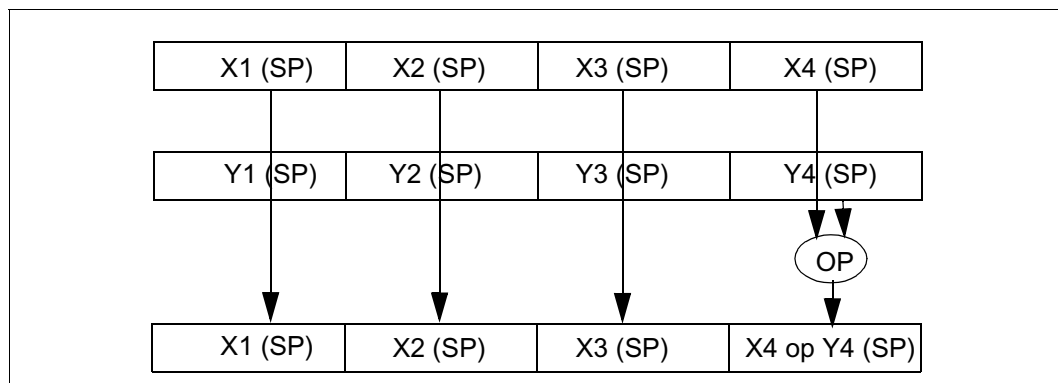 X1 (SP) X2 (SP) X3 (SP) X4 (SP)
Y1 (SP) Y2 (SP) Y3 (SP) Y4 (SP)
OP
X1 (SP) X2 (SP) X3 (SP) X4 op Y4 (SP)